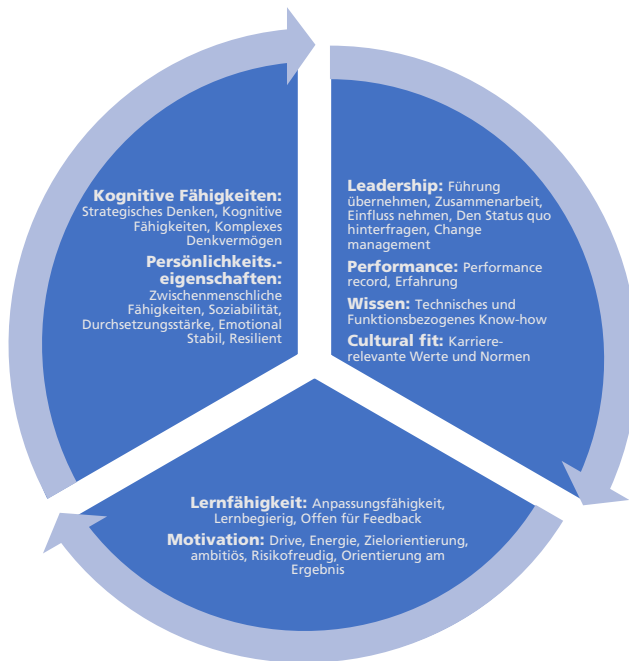 Kognitive Fähigkeiten:
Strategisches Denken, Kognitive
Fähigkeiten, Komplexes
Denkvermögen
Persönlichkeits.-
eigenschaften:
Zwischenmenschliche
Fähigkeiten, Soziabilität,
Durchsetzungsstärke, Emotional
Stabil, Resilient
Leadership: Führung
übernehmen, Zusammenarbeit,
Einfluss nehmen, Den Status quo
hinterfragen, Change
management
Performance: Performance
record, Erfahrung
Wissen: Technisches und
Funktionsbezogenes Know-how
Cultural fit: Karriere-
relevante Werte und Normen
Lernfähigkeit: Anpassungsfähigkeit,
Lernbegierig, Offen für Feedback
Motivation: Drive, Energie, Zielorientierung,
ambitiös, Risikofreudig, Orientierung am
Ergebnis